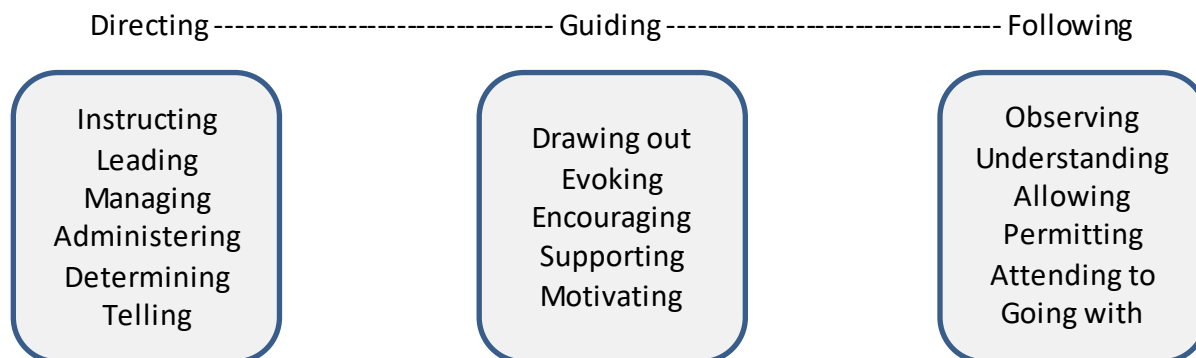 Directing ---------------------------------- Guiding ---------------------------------- Following
Instructing
Leading
Managing
Administering
Determining
Telling
Drawing out
Evoking
Encouraging
Supporting
Motivating
Observing
Understanding
Allowing
Permitting
Attending to
Going with